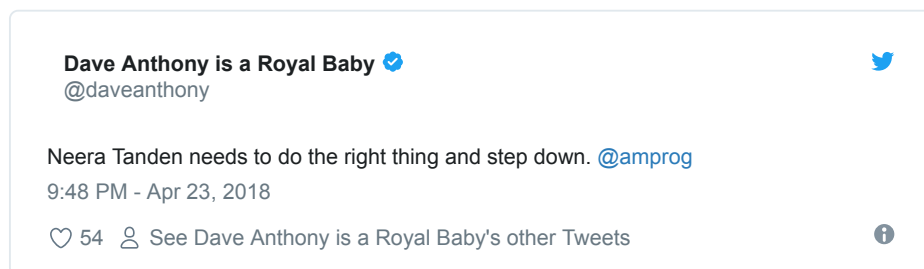 Dave Anthony is a Royal Baby
@daveanthony
Neera Tanden needs to do the right thing and step down. @amprog
9:48 PM - Apr 23, 2018
54 See Dave Anthony is a Royal Baby's other Tweets